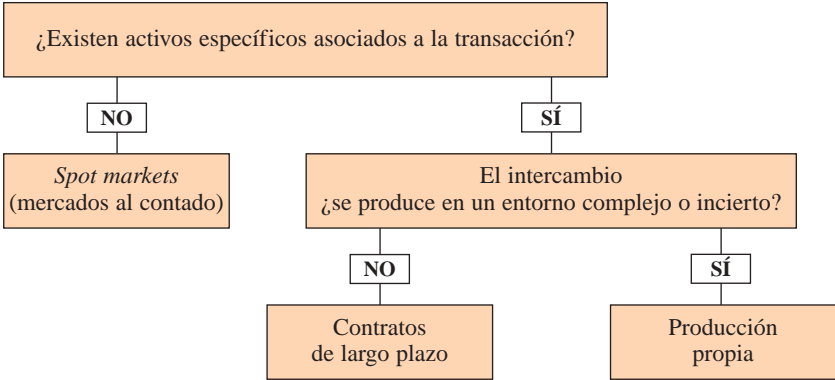 ¿Existen activos específicos asociados a la transacción?
NO
SÍ
Spot markets
(mercados al contado)
El intercambio
¿se produce en un entorno complejo o incierto?
NO
SÍ
Contratos
de largo plazo
Producción
propia